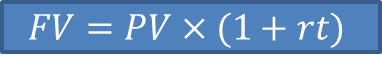 FV = PV × (1 + rt)